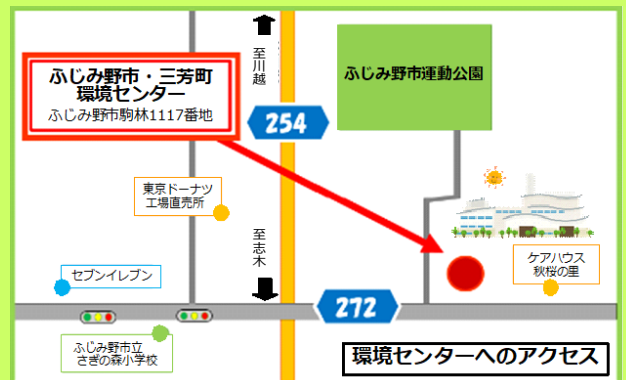 至川越
ふじみ野市・三芳町
環境センター
ふじみ野市駒林1117番地
ふじみ野市運動公園
254
東京ドーナツ
工場直売所
至志木
セブンイレブン
ケアハウス
秋桜の里
272
ふじみ野市立
さぎの森小学校
環境センターへのアクセス